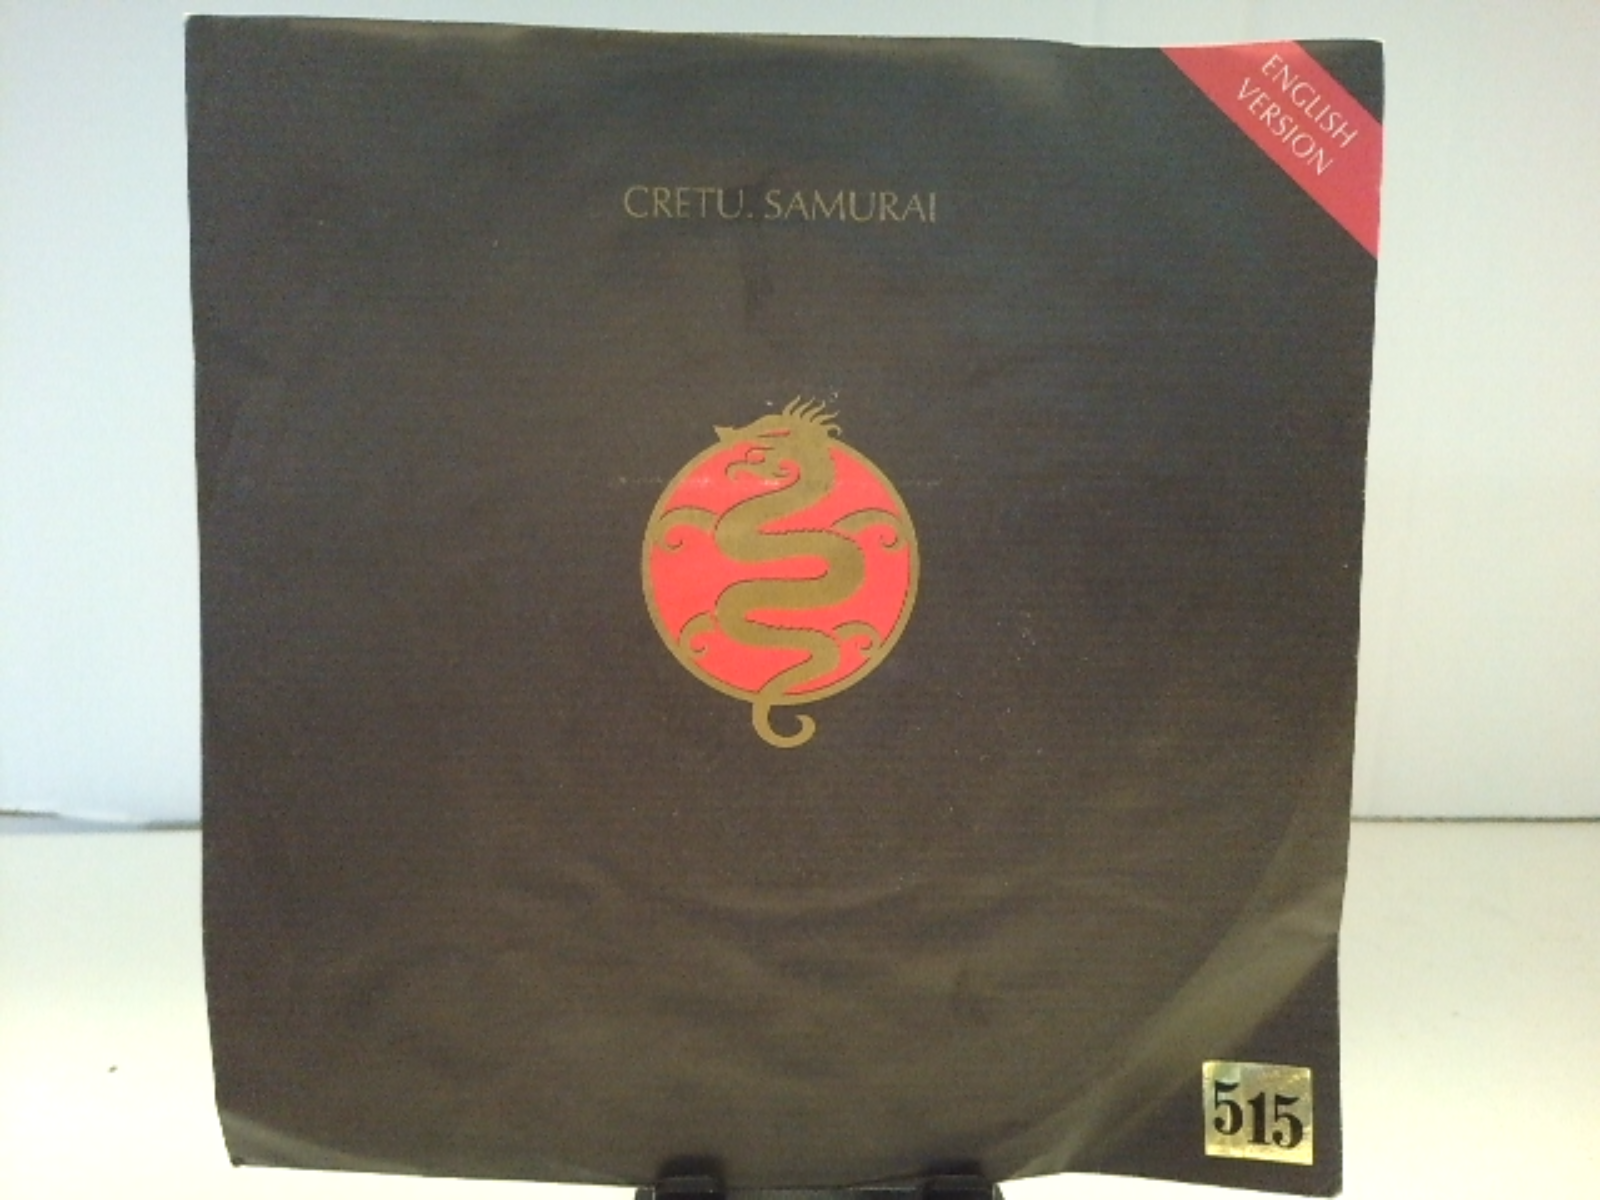 ENGLISH
VERSION
CRETU. SAMURAI
515